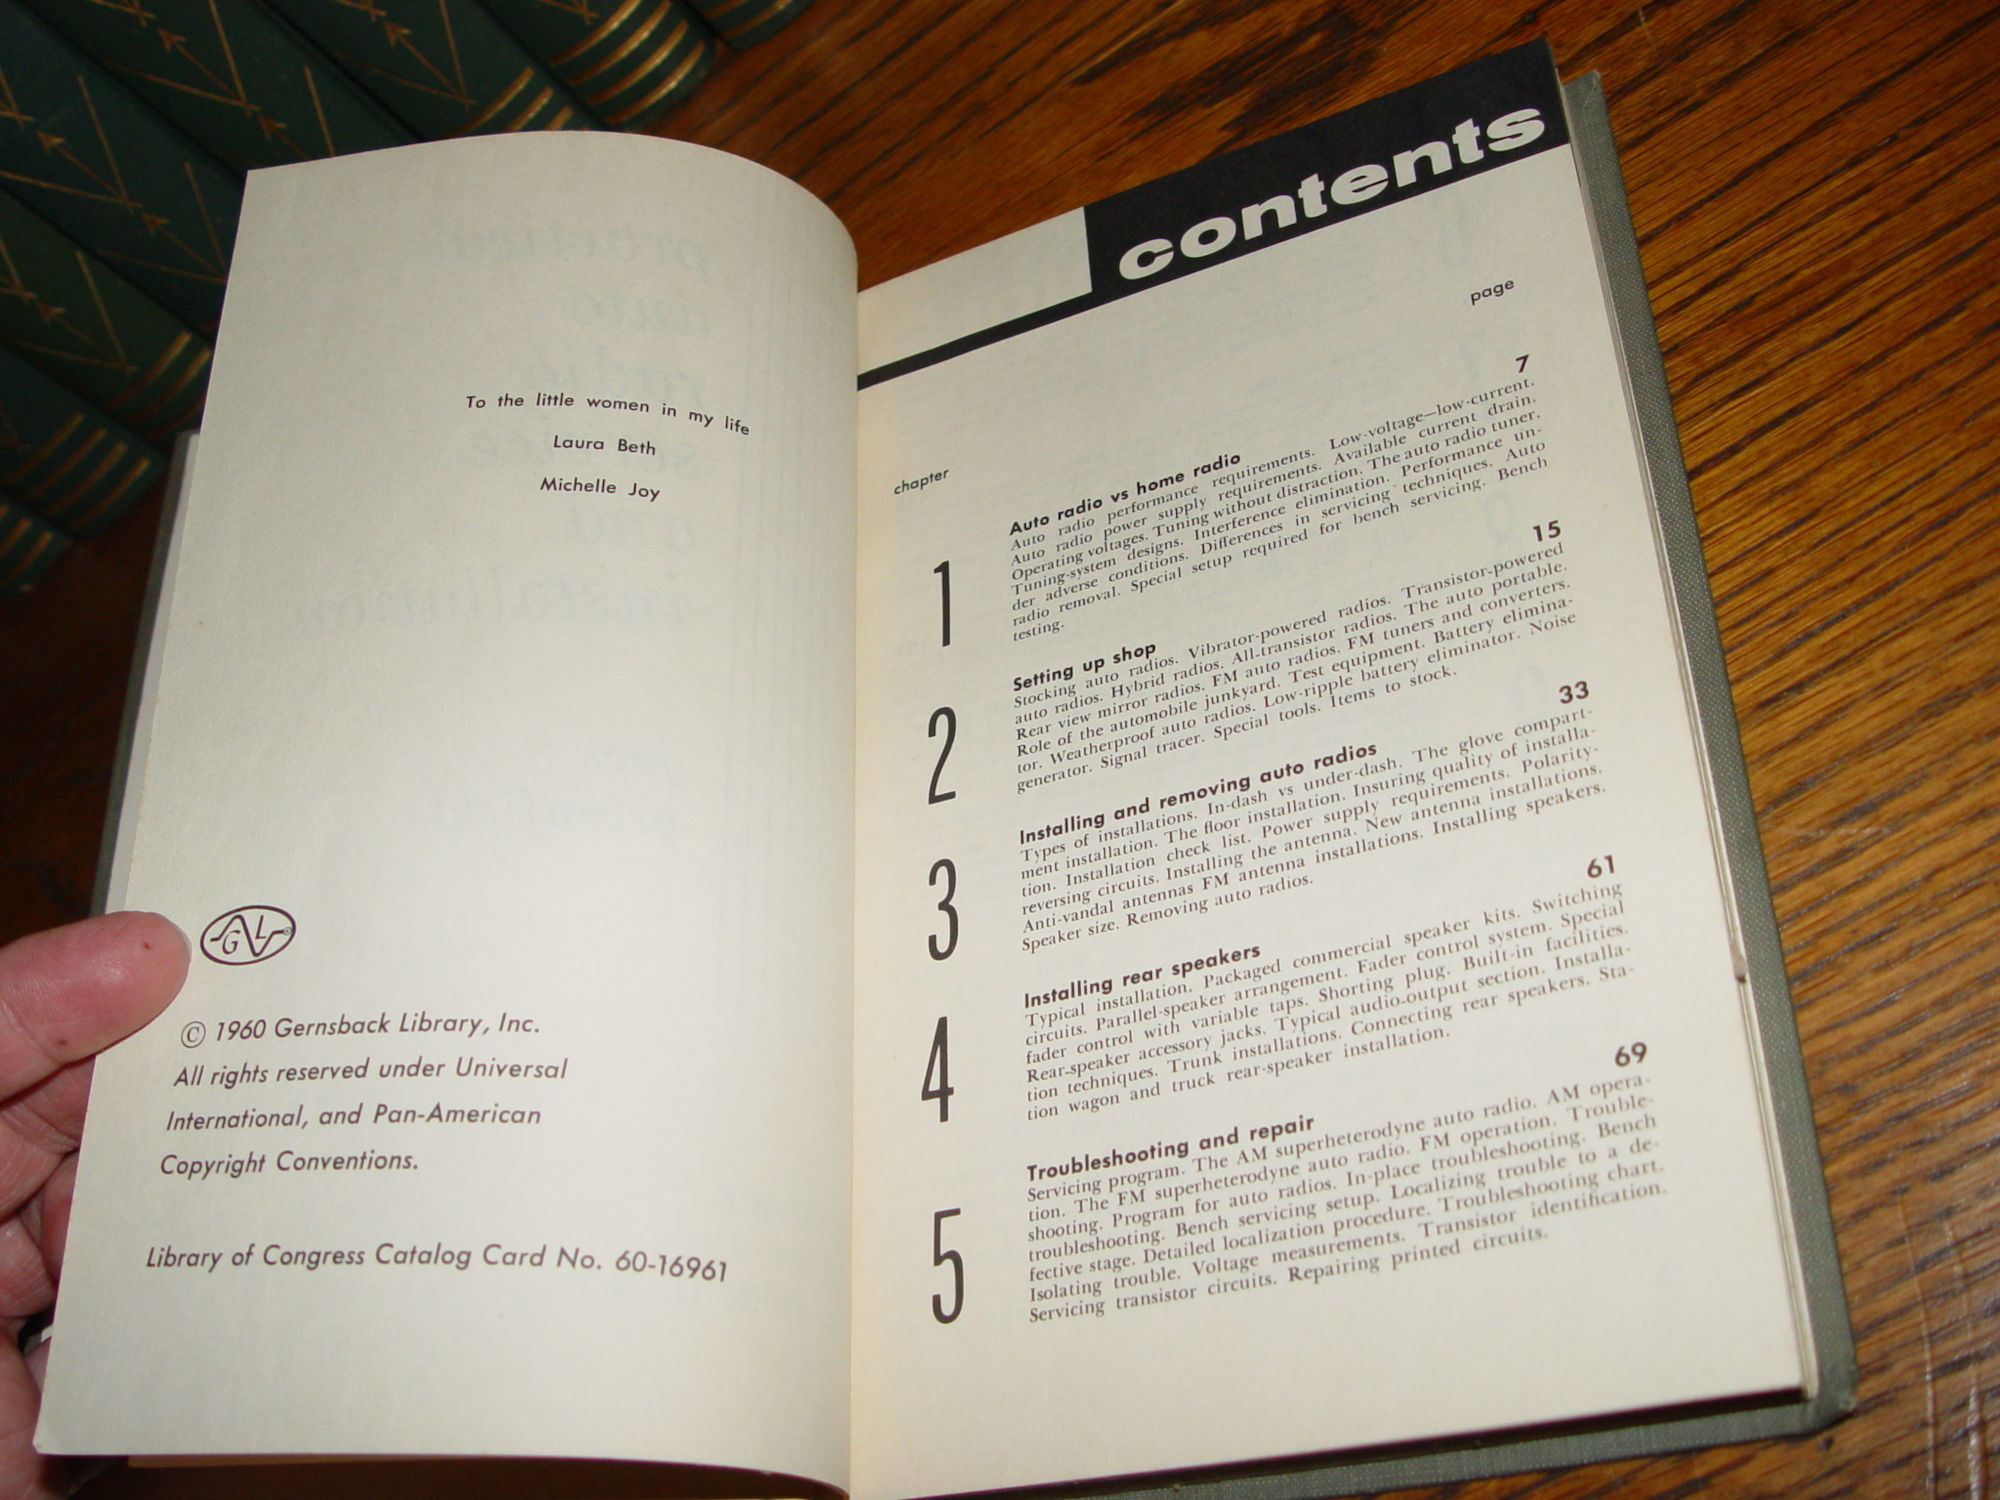 To the little women in my life
Laura Beth
Michelle Joy
GL
© 1960 Gernsback Library, Inc.
All rights reserved under Universal
International, and Pan-American
Copyright Conventions.
Library of Congress Catalog Card No. 60-16961
contents
chapter
page
1
Auto radio vs home radio
7
Auto radio performance requirements. Low-voltage—low-current.
Auto radio power supply requirements. Available current drain.
Operating voltages. Tuning without distraction. The auto radio tuner.
Tuning-system designs. Interference elimination. Performance un-
der adverse conditions. Differences in servicing techniques. Auto
radio removal. Special setup required for bench servicing. Bench
testing.
2
Setting up shop
15
Stocking auto radios. Vibrator-powered radios. Transistor-powered
auto radios. Hybrid radios. All-transistor radios. The auto portable.
Rear view mirror radios. FM auto radios. FM tuners and converters.
Role of the automobile junkyard. Test equipment. Battery elimina-
tor. Weatherproof auto radios. Low-ripple battery eliminator. Noise
generator. Signal tracer. Special tools. Items to stock.
3
Installing and removing auto radios
33
Types of installations. In-dash vs under-dash. The glove compart-
ment installation. The floor installation. Insuring quality of installa-
tion. Installation check list. Power supply requirements. Polarity-
reversing circuits. Installing the antenna. New antenna installations.
Anti-vandal antennas FM antenna installations. Installing speakers.
Speaker size. Removing auto radios.
4
Installing rear speakers
61
Typical installation. Packaged commercial speaker kits. Switching
circuits. Parallel-speaker arrangement. Fader control system. Special
fader control with variable taps. Shorting plug. Built-in facilities.
Rear-speaker accessory jacks. Typical audio-output section. Installa-
tion techniques. Trunk installations. Connecting rear speakers. Sta-
tion wagon and truck rear-speaker installation.
5
Troubleshooting and repair
69
Servicing program. The AM superheterodyne auto radio. AM opera-
tion. The FM superheterodyne auto radio. FM operation. Trouble-
shooting. Program for auto radios. In-place troubleshooting. Bench
troubleshooting. Bench servicing setup. Localizing trouble to a de-
fective stage. Detailed localization procedure. Troubleshooting chart.
Isolating trouble. Voltage measurements. Transistor identification.
Servicing transistor circuits. Repairing printed circuits.